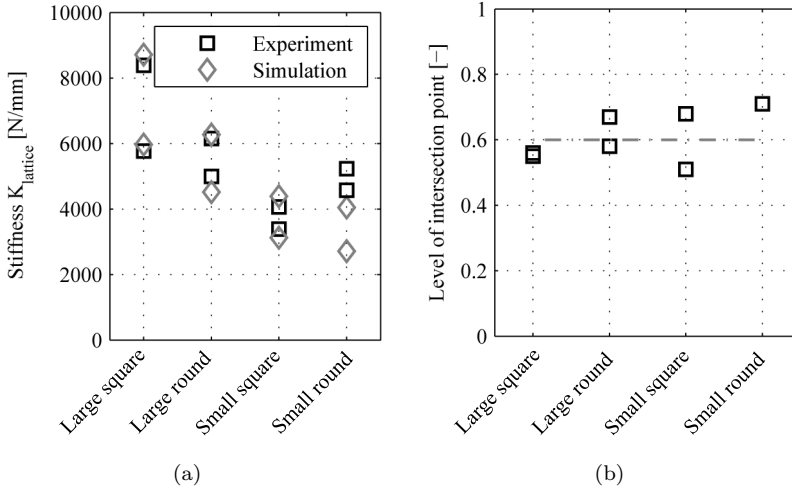 Stiffness K_lattice [N/mm]
10000
8000
6000
4000
2000
0
Experiment
Simulation
Large square
Large round
Small square
Small round
(a)
Level of intersection point [−]
1
0.8
0.6
0.4
0.2
0
Large square
Large round
Small square
Small round
(b)